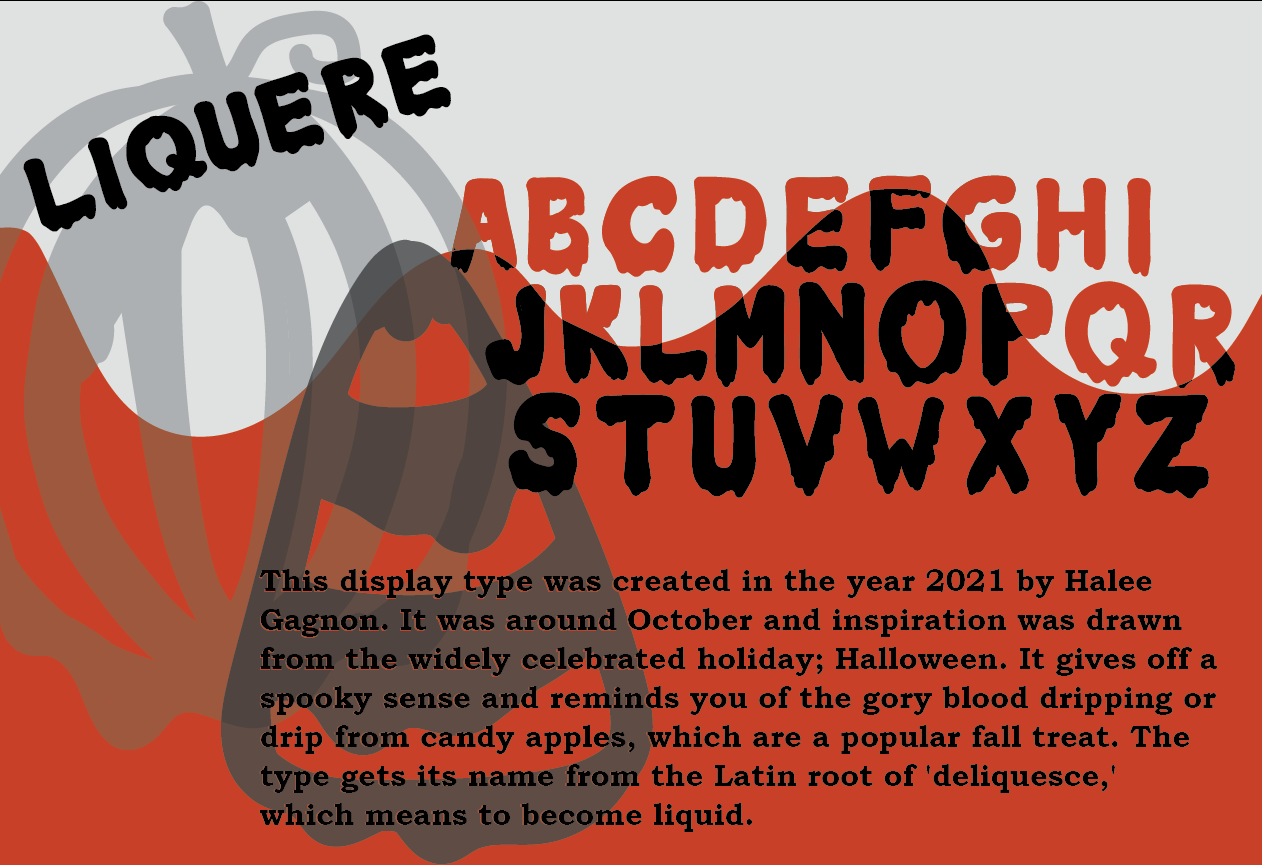 LIQUERE
ABCDEFGHI
JKLMNOPQR
STUVWXYZ
This display type was created in the year 2021 by Halee
Gagnon. It was around October and inspiration was drawn
from the widely celebrated holiday; Halloween. It gives off a
spooky sense and reminds you of the gory blood dripping or
drip from candy apples, which are a popular fall treat. The
type gets its name from the Latin root of 'deliquesce,'
which means to become liquid.